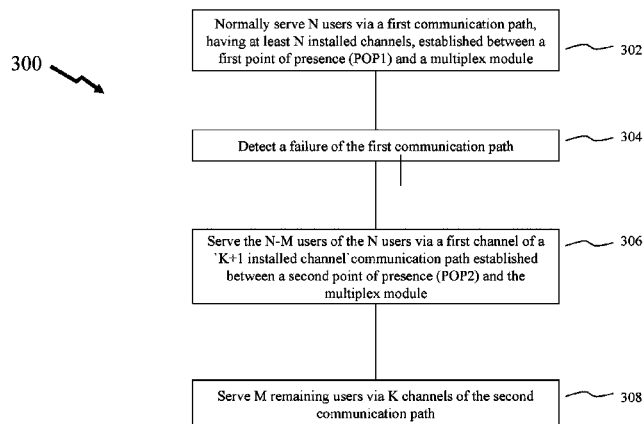 Normally serve N users via a first communication path,
having at least N installed channels, established between a
first point of presence (POP1) and a multiplex module
302
300
304
Detect a failure of the first communication path
Serve the N-M users of the N users via a first channel of a
`K+1 installed channel`communication path established
between a second point of presence (POP2) and the
multiplex module
306
Serve M remaining users via K channels of the second
communication path
308